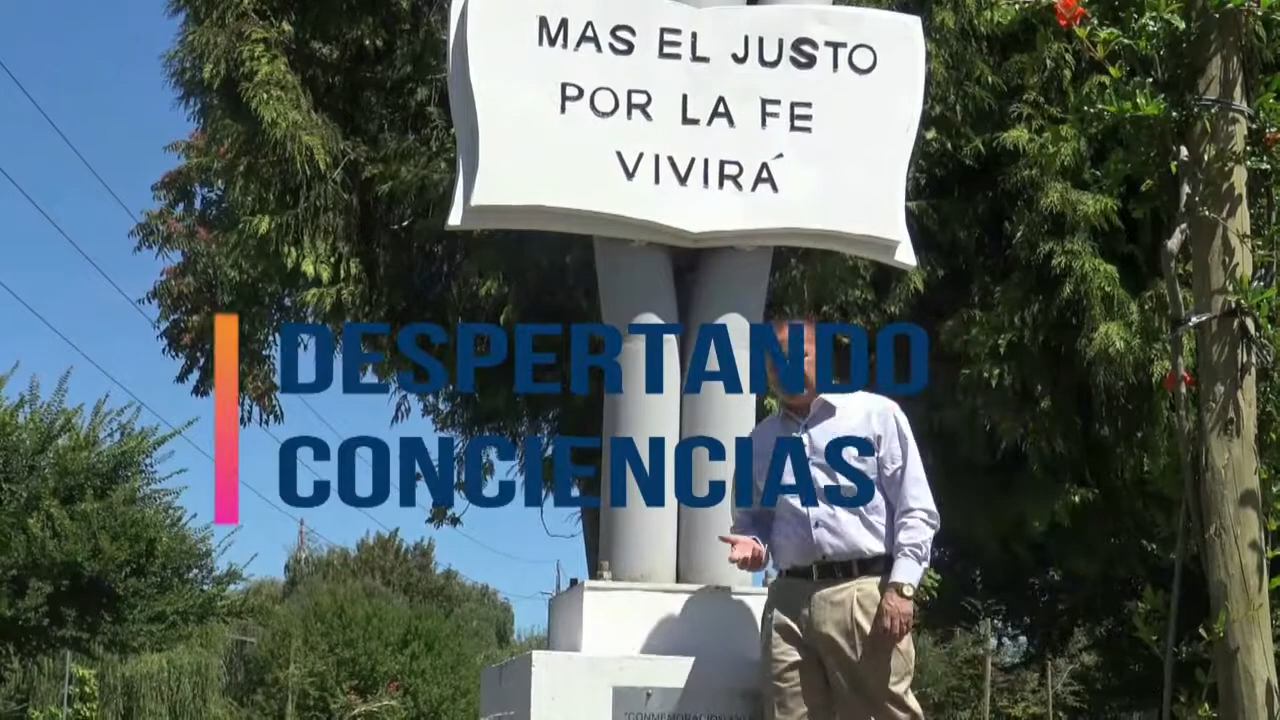 MAS EL JUSTO
POR LA FE
VIVIRÁ
DESPERTANDO
CONCIENCIAS